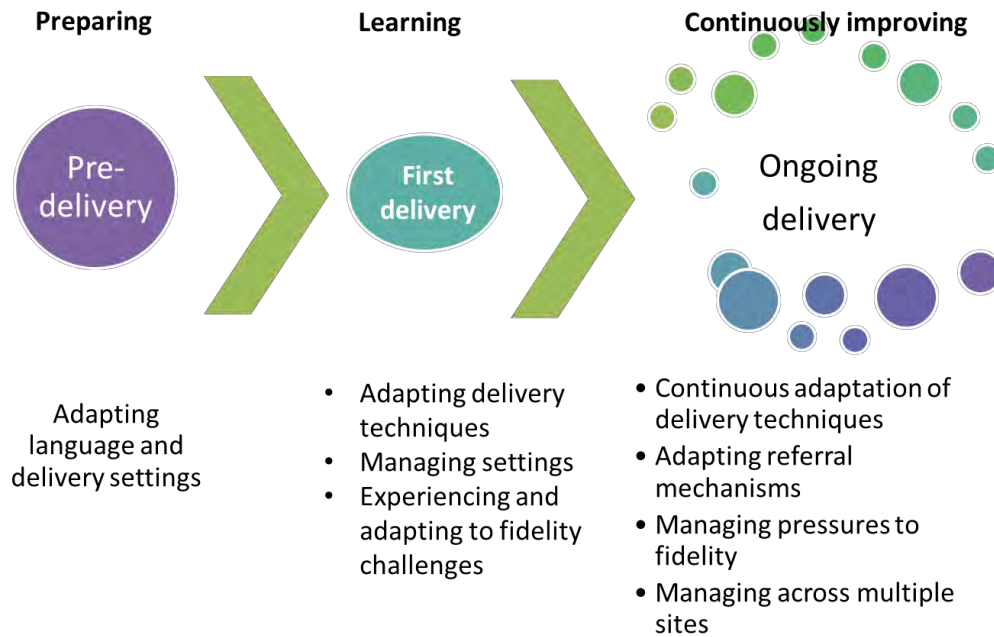 Preparing
Learning
Continuously improving
Pre-
delivery
First
delivery
Ongoing
delivery
Adapting
language and
delivery settings
• Adapting delivery
techniques
• Managing settings
• Experiencing and
adapting to fidelity
challenges
• Continuous adaptation of
delivery techniques
• Adapting referral
mechanisms
• Managing pressures to
fidelity
• Managing across multiple
sites